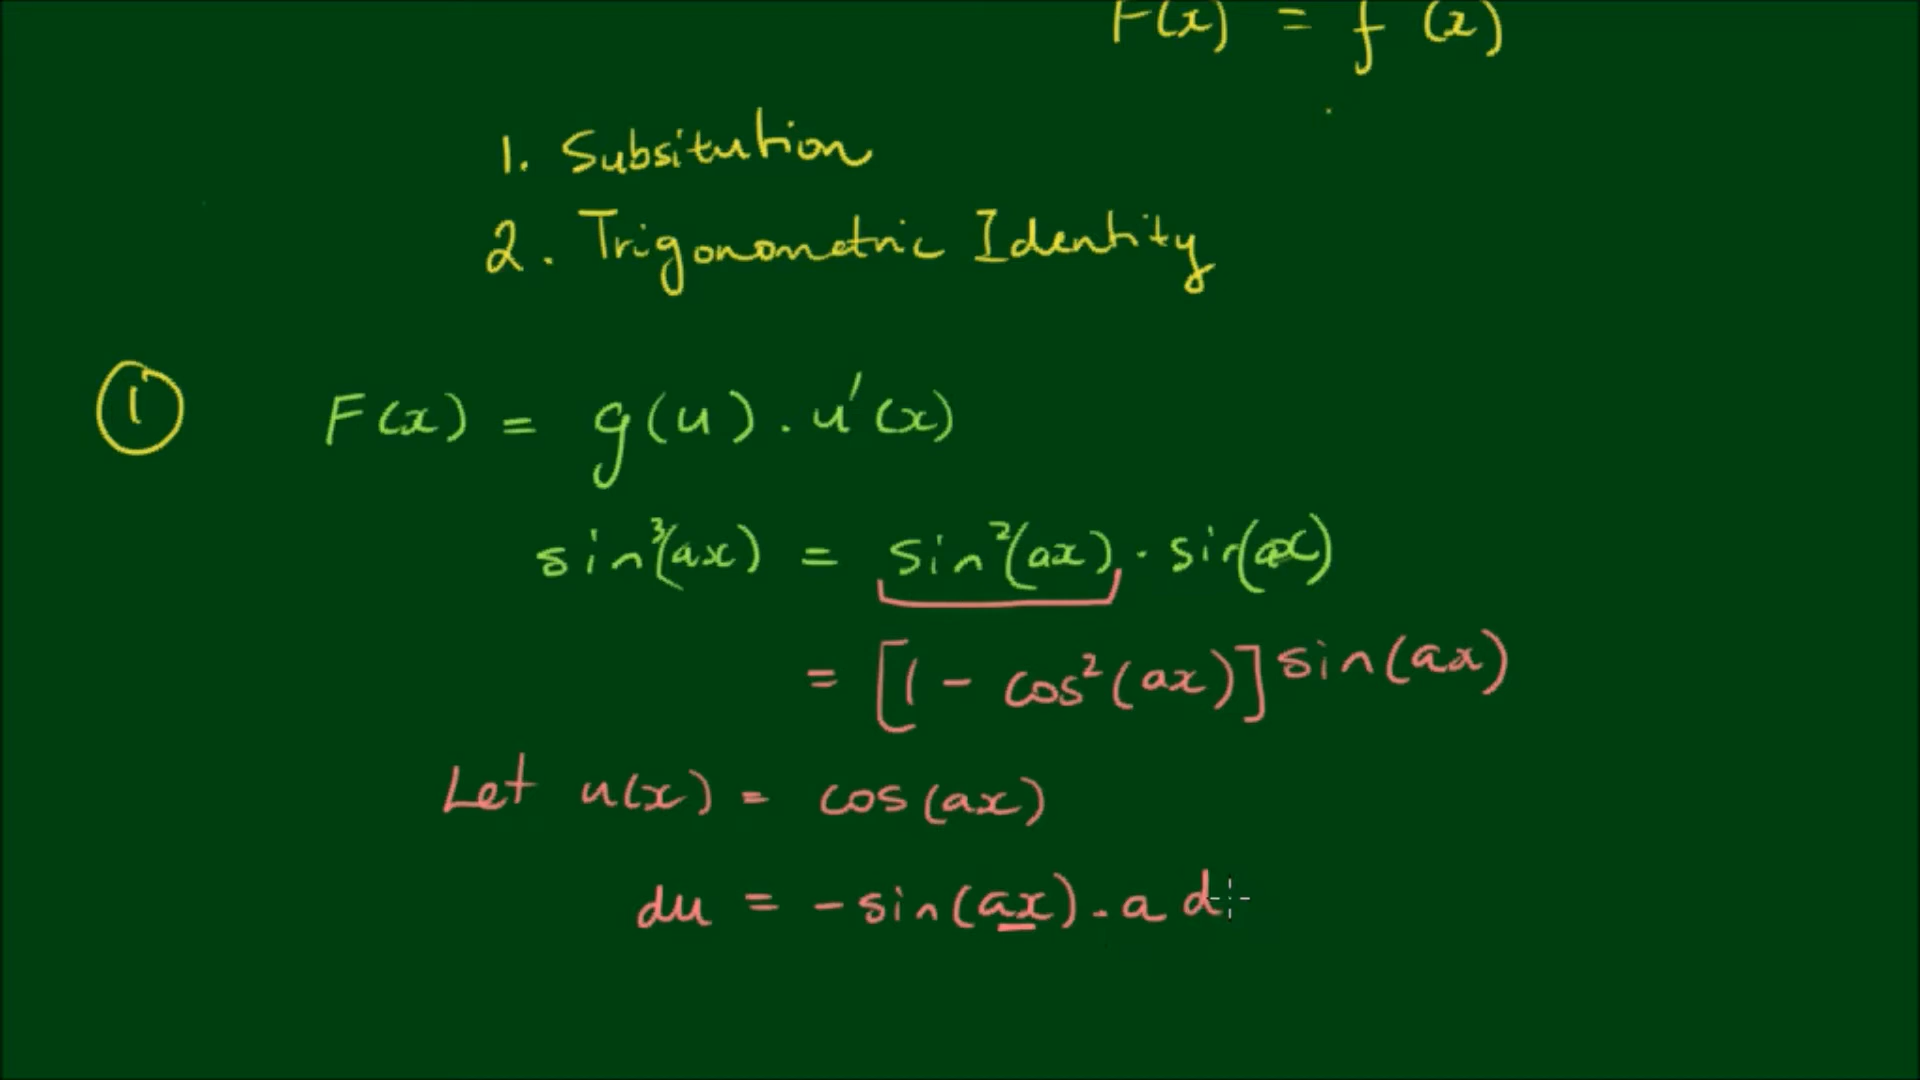 F(x) = f (x)
1. Subsitution
2. Trigonometric Identity
① F(x) = g(u) . u'(x)
sin³(ax) = sin²(ax) . sin(ax)
= [1 - cos²(ax)] sin(ax)
Let u(x) = cos(ax)
du = - sin(ax) . a d